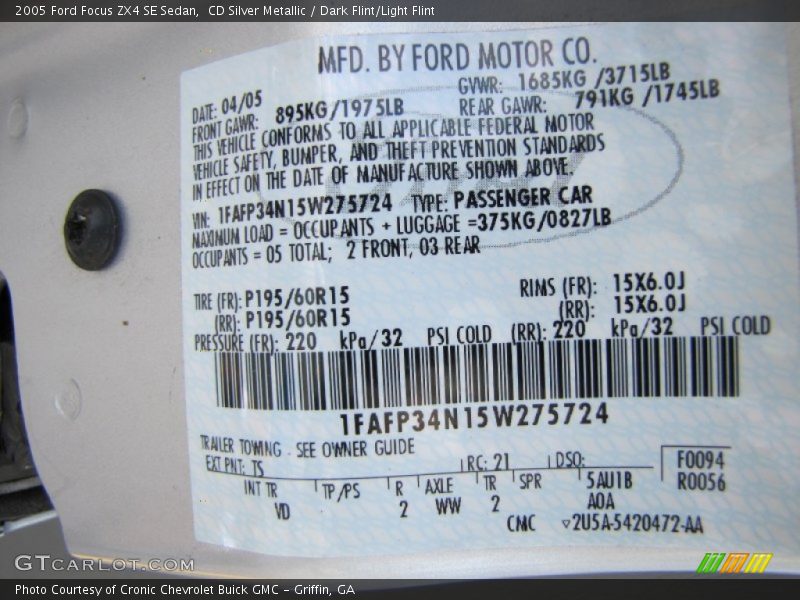 2005 Ford Focus ZX4 SE Sedan, CD Silver Metallic / Dark Flint/Light Flint
MFD. BY FORD MOTOR CO.
DATE: 04/05 GVWR: 1685KG /3715LB
FRONT GAWR: 895KG/1975LB REAR GAWR: 791KG /1745LB
THIS VEHICLE CONFORMS TO ALL APPLICABLE FEDERAL MOTOR
VEHICLE SAFETY, BUMPER, AND THEFT PREVENTION STANDARDS
IN EFFECT ON THE DATE OF MANUFACTURE SHOWN ABOVE.
VIN: 1FAFP34N15W275724 TYPE: PASSENGER CAR
MAXIMUM LOAD = OCCUPANTS + LUGGAGE =375KG/0827LB
OCCUPANTS = 05 TOTAL; 2 FRONT, 03 REAR
TIRE (FR): P195/60R15 RIMS (FR): 15X6.0J
(RR): P195/60R15 (RR): 15X6.0J
PRESSURE (FR): 220 kPa/32 PSI COLD (RR): 220 kPa/32 PSI COLD
1FAFP34N15W275724
TRAILER TOWING - SEE OWNER GUIDE
EXT PNT: TS RC: 21 DSO: F0094
INT TR TP/PS R AXLE TR SPR 5AU1B R0056
VD 2 WW 2 A0A
CMC ▿2U5A-5420472-AA
GTCARLOT.COM
Photo Courtesy of Cronic Chevrolet Buick GMC – Griffin, GA